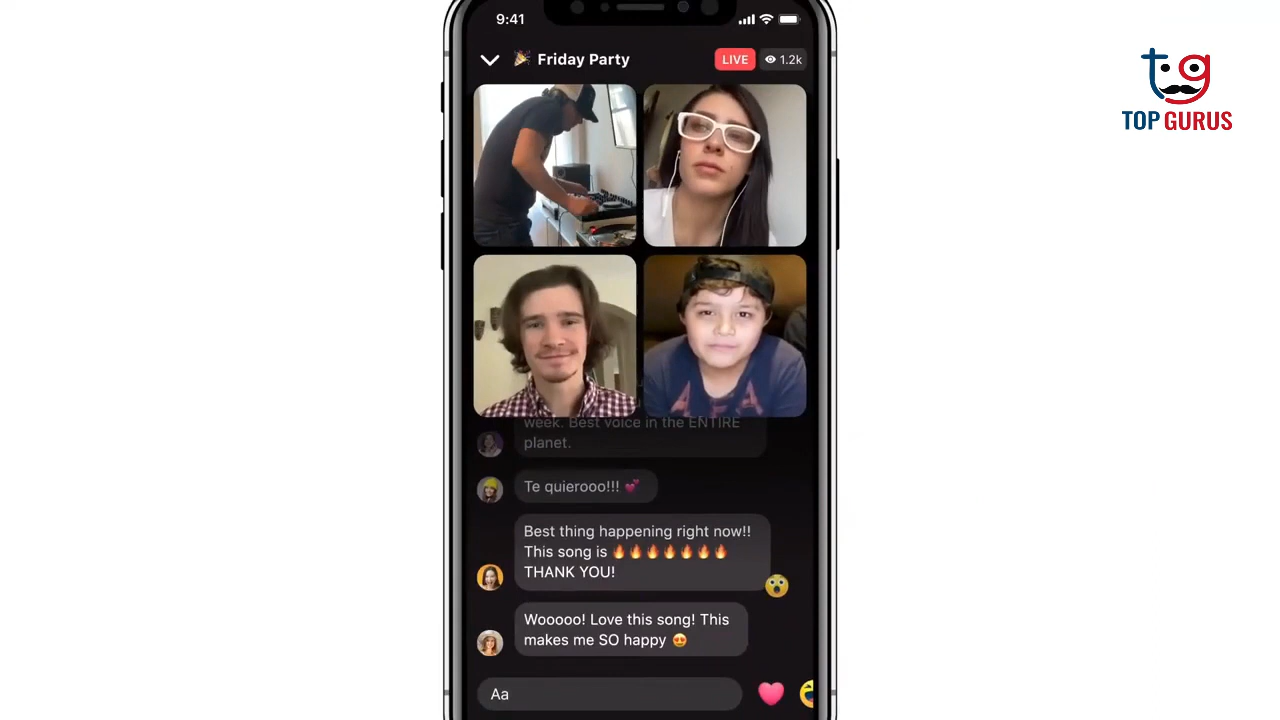 9:41
🎉 Friday Party
LIVE
1.2k
tg
TOP GURUS
week. Best voice in the ENTIRE
planet.
Te quierooo!!! 💕
Best thing happening right now!!
This song is 🔥🔥🔥🔥🔥🔥🔥
THANK YOU!
Wooooo! Love this song! This
makes me SO happy 😍
Aa